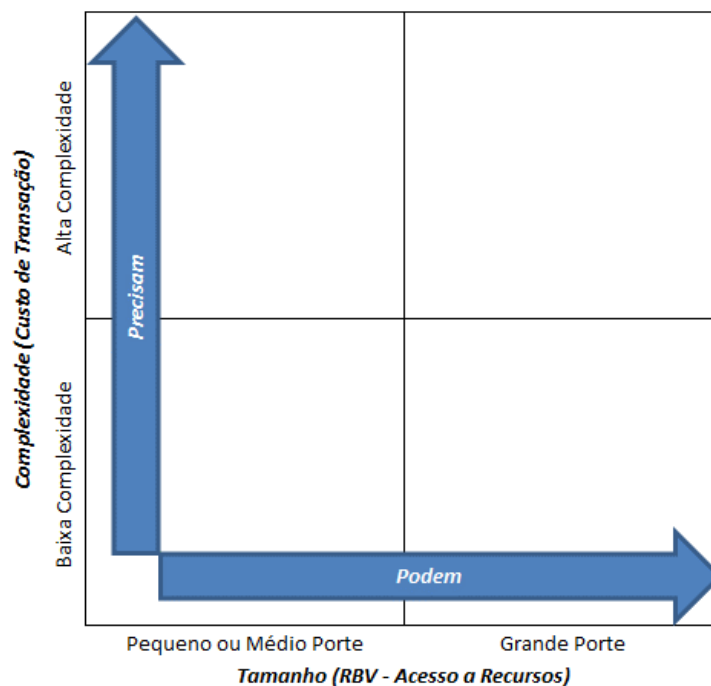 Complexidade (Custo de Transação)
Alta Complexidade
Baixa Complexidade
Precisam
Podem
Pequeno ou Médio Porte
Grande Porte
Tamanho (RBV - Acesso a Recursos)